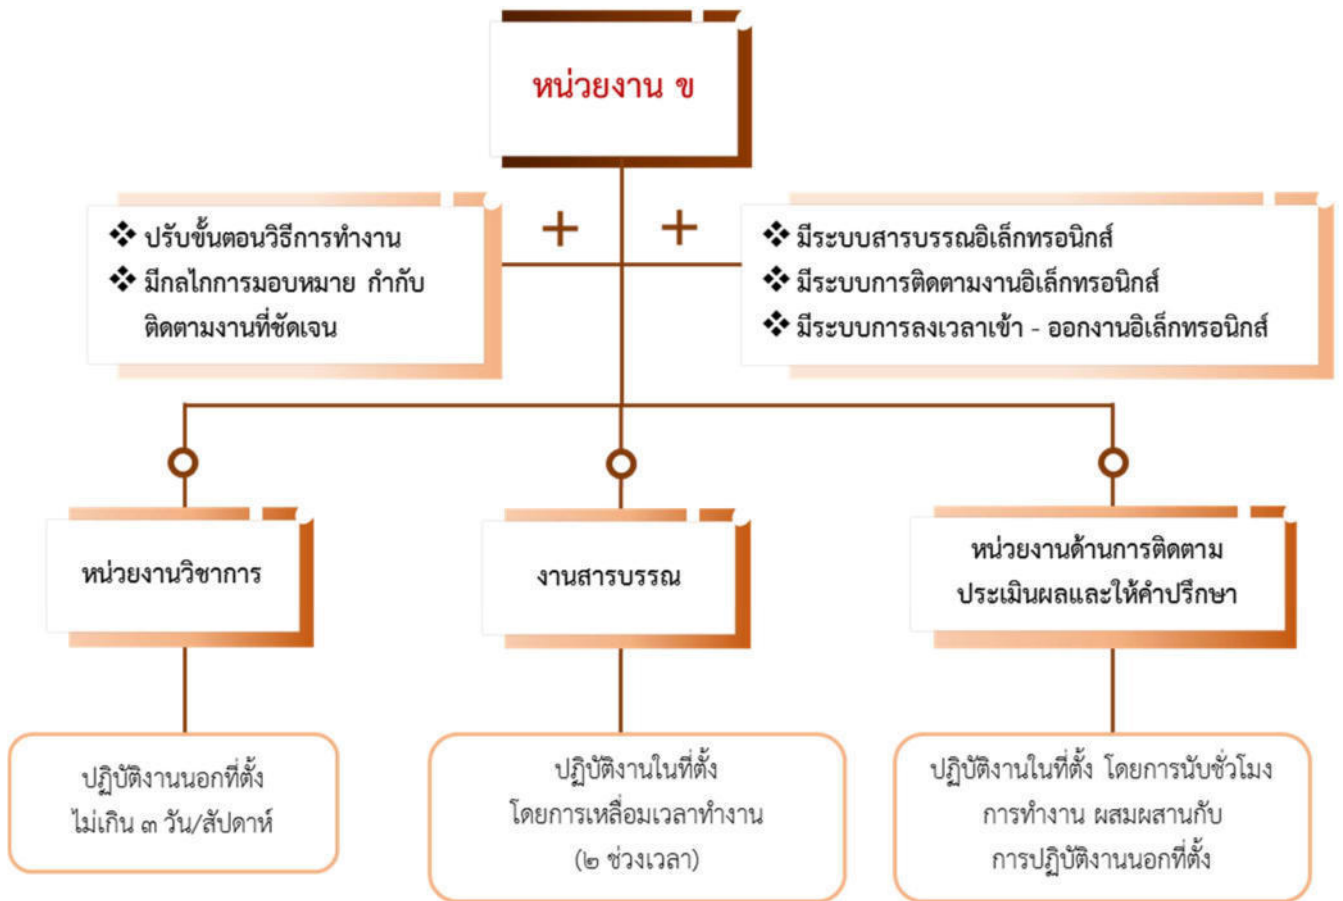 หน่วยงาน ข
❖ ปรับขั้นตอนวิธีการทำงาน
❖ มีกลไกการมอบหมาย กำกับ
ติดตามงานที่ชัดเจน
+
+
❖ มีระบบสารบรรณอิเล็กทรอนิกส์
❖ มีระบบการติดตามงานอิเล็กทรอนิกส์
❖ มีระบบการลงเวลาเข้า - ออกงานอิเล็กทรอนิกส์
หน่วยงานวิชาการ
งานสารบรรณ
หน่วยงานด้านการติดตาม
ประเมินผลและให้คำปรึกษา
ปฏิบัติงานนอกที่ตั้ง
ไม่เกิน ๓ วัน/สัปดาห์
ปฏิบัติงานในที่ตั้ง
โดยการเหลื่อมเวลาทำงาน
(๒ ช่วงเวลา)
ปฏิบัติงานในที่ตั้ง โดยการนับชั่วโมง
การทำงาน ผสมผสานกับ
การปฏิบัติงานนอกที่ตั้ง